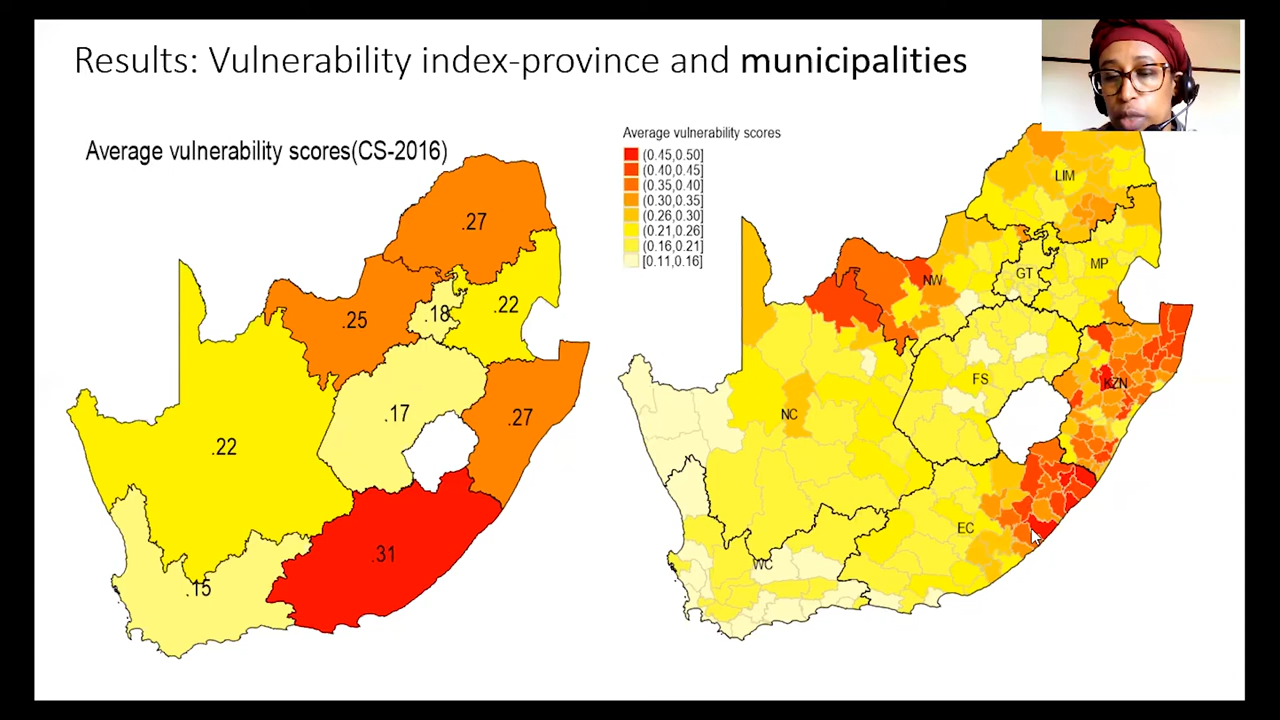 Results: Vulnerability index-province and municipalities
Average vulnerability scores(CS-2016)
.27
.22
.18
.25
.17
.27
.22
.31
.15
Average vulnerability scores
(0.45,0.50]
(0.40,0.45]
(0.35,0.40]
(0.30,0.35]
(0.26,0.30]
(0.21,0.26]
(0.16,0.21]
[0.11,0.16]
LIM
MP
GT
NW
KZN
FS
NC
EC
WC